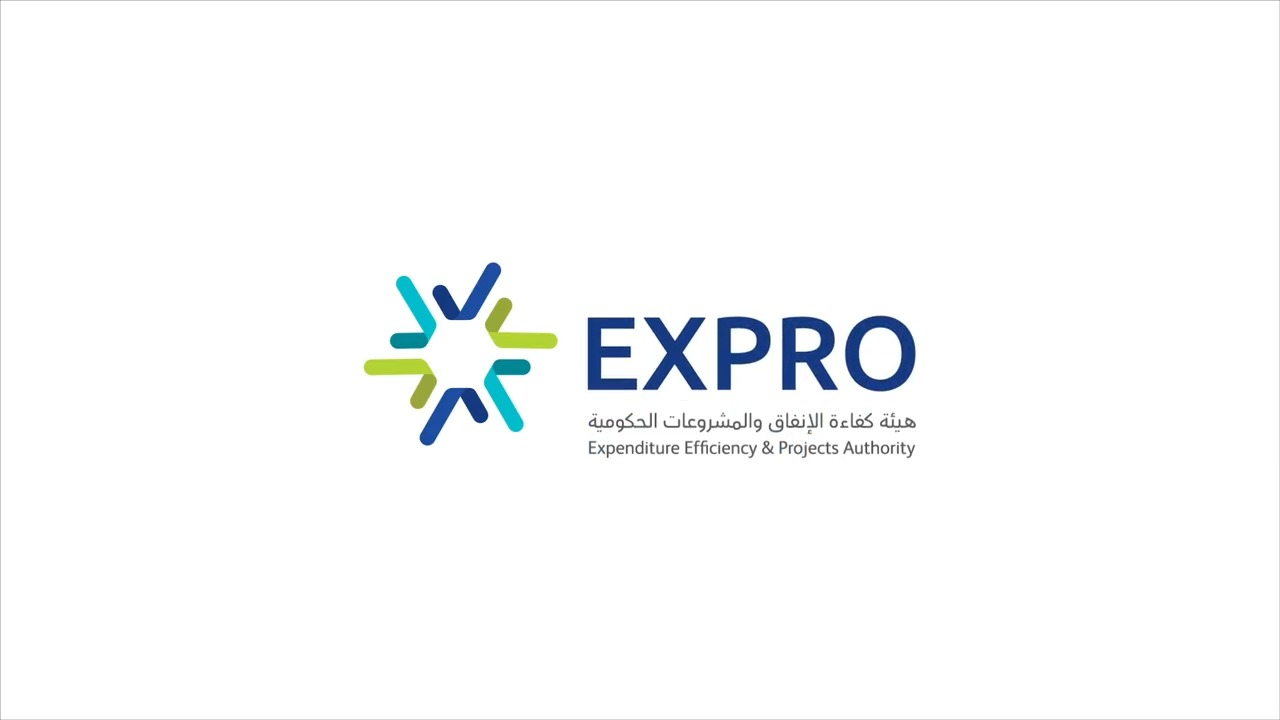 EXPRO
هيئة كفاءة الإنفاق والمشروعات الحكومية
Expenditure Efficiency & Projects Authority